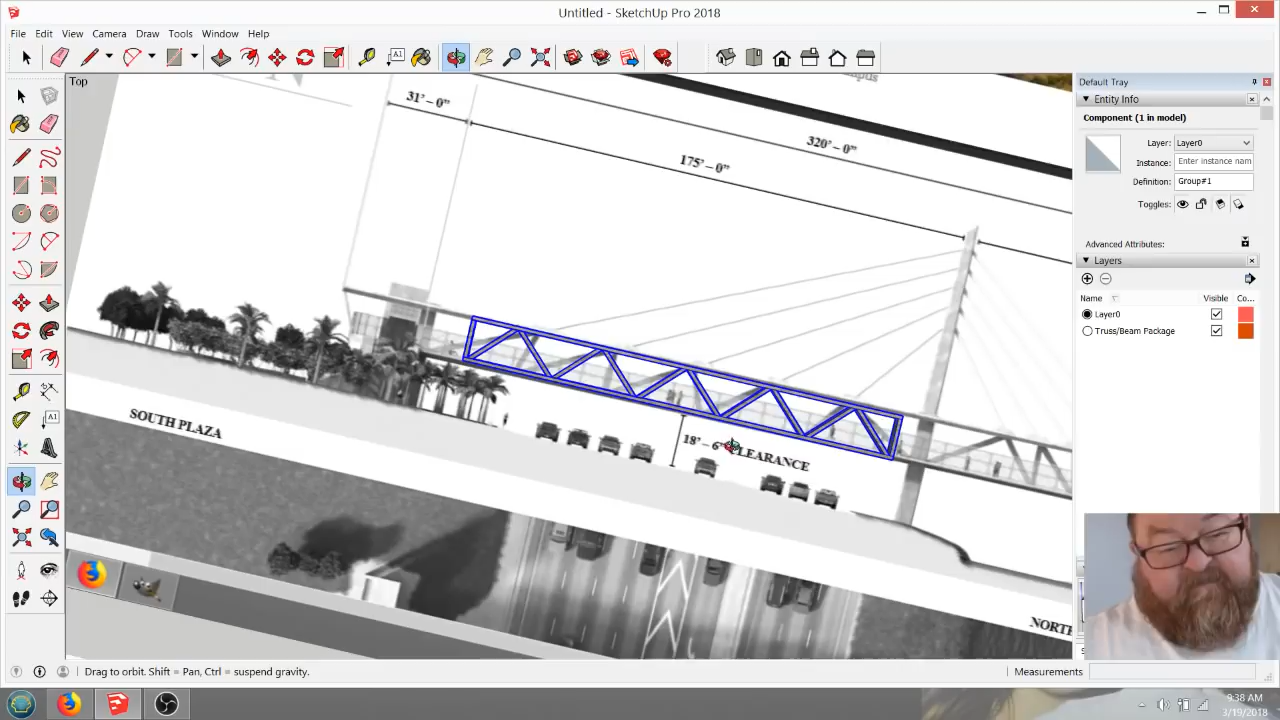 Untitled - SketchUp Pro 2018
File Edit View Camera Draw Tools Window Help
Top
Default Tray
Entity Info
Component (1 in model)
Layer: Layer0
Instance: Enter instance nam
Definition: Group#1
Toggles:
Advanced Attributes:
Layers
Name Visible Co...
Layer0
Truss/Beam Package
31' – 0"
320' – 0"
175' – 0"
SOUTH PLAZA
18' – 6" CLEARANCE
NORT
Drag to orbit. Shift = Pan, Ctrl = suspend gravity.
Measurements
9:38 AM
3/19/2018